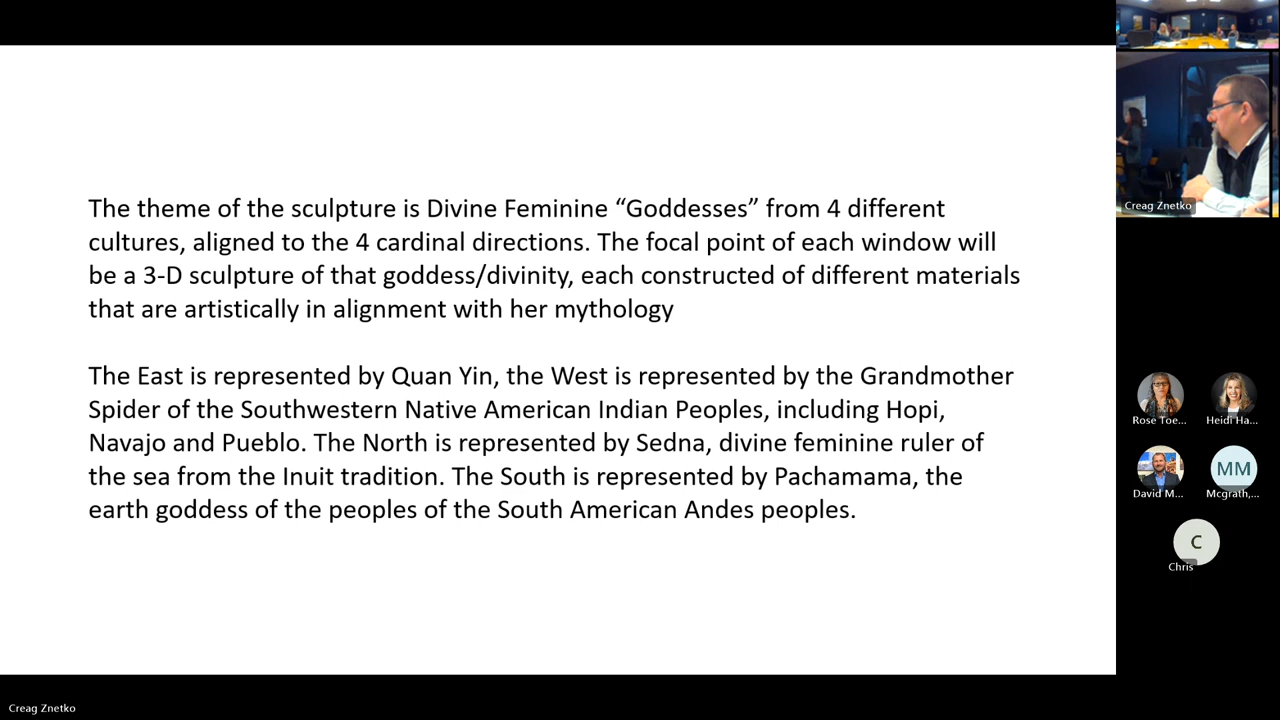 The theme of the sculpture is Divine Feminine “Goddesses” from 4 different
cultures, aligned to the 4 cardinal directions. The focal point of each window will
be a 3-D sculpture of that goddess/divinity, each constructed of different materials
that are artistically in alignment with her mythology
The East is represented by Quan Yin, the West is represented by the Grandmother
Spider of the Southwestern Native American Indian Peoples, including Hopi,
Navajo and Pueblo. The North is represented by Sedna, divine feminine ruler of
the sea from the Inuit tradition. The South is represented by Pachamama, the
earth goddess of the peoples of the South American Andes peoples.
Creag Znetko
Rose Toe...
Heidi Ha...
David M...
MM
Mcgrath,...
C
Chris
Creag Znetko